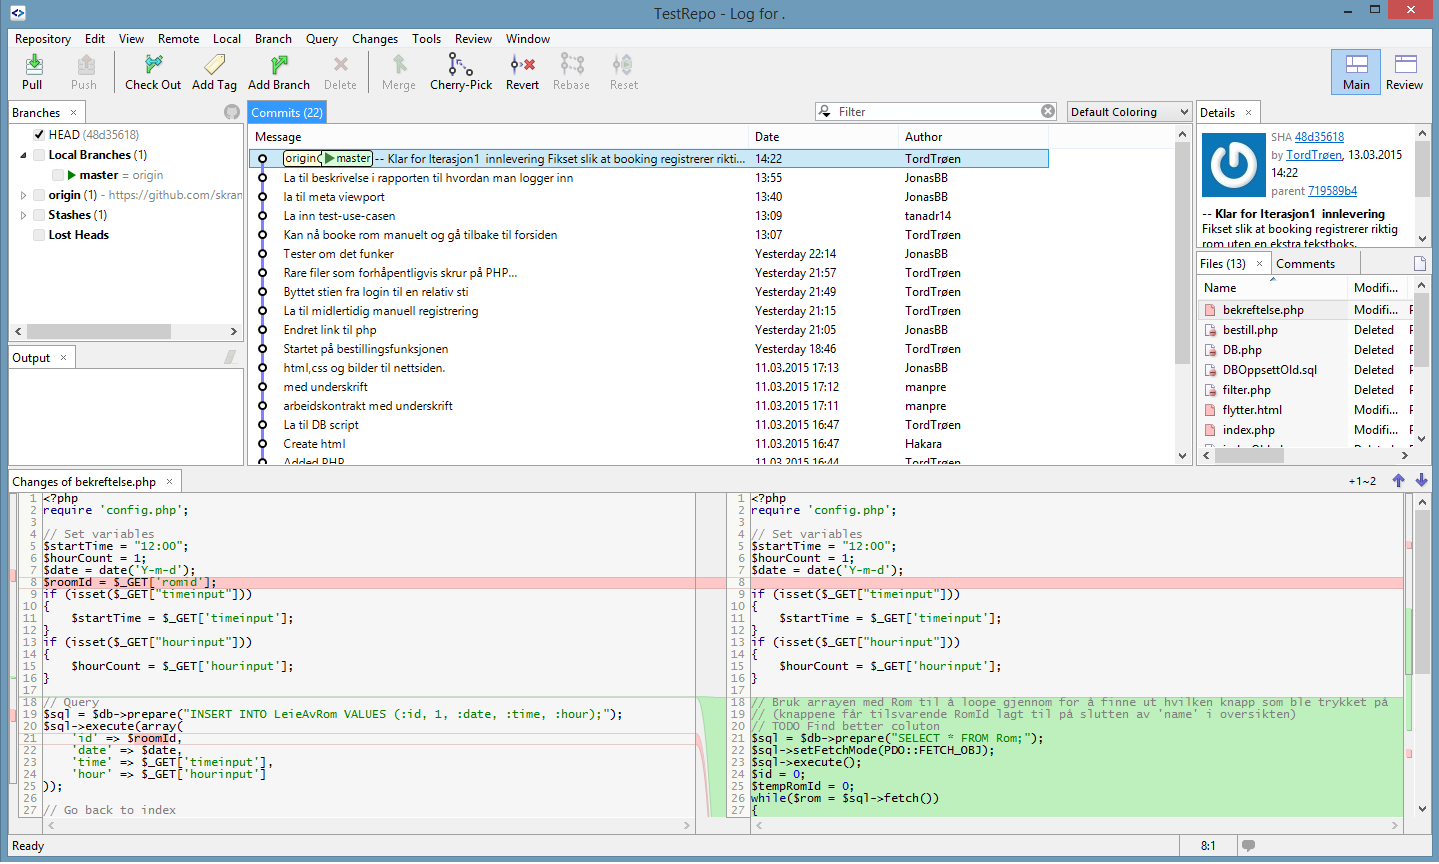 TestRepo - Log for .
Repository Edit View Remote Local Branch Query Changes Tools Review Window
Pull Push Check Out Add Tag Add Branch Delete Merge Cherry-Pick Revert Rebase Reset Main Review
Branches
HEAD (48d35618)
Local Branches (1)
master = origin
origin (1) - https://github.com/skran
Stashes (1)
Lost Heads
Output
Commits (22)
Filter
Default Coloring
Message Date Author
origin master -- Klar for Iterasjon1 innlevering Fikset slik at booking registrerer rikti... 14:22 TordTrøen
La til beskrivelse i rapporten til hvordan man logger inn 13:55 JonasBB
la til meta viewport 13:40 JonasBB
La inn test-use-casen 13:09 tanadr14
Kan nå booke rom manuelt og gå tilbake til forsiden 13:07 TordTrøen
Tester om det funker Yesterday 22:14 JonasBB
Rare filer som forhåpentligvis skrur på PHP... Yesterday 21:57 TordTrøen
Byttet stien fra login til en relativ sti Yesterday 21:49 TordTrøen
La til midlertidig manuell registrering Yesterday 21:15 TordTrøen
Endret link til php Yesterday 21:05 JonasBB
Startet på bestillingsfunksjonen Yesterday 18:46 TordTrøen
html,css og bilder til nettsiden. 11.03.2015 17:13 JonasBB
med underskrift 11.03.2015 17:12 manpre
arbeidskontrakt med underskrift 11.03.2015 17:11 manpre
La til DB script 11.03.2015 16:47 TordTrøen
Create html 11.03.2015 16:47 Hakara
Added PHP 11.03.2015 16:44 TordTrøen
Details
SHA 48d35618
by TordTrøen, 13.03.2015
14:22
parent 719589b4
-- Klar for Iterasjon1 innlevering
Fikset slik at booking registrerer riktig
rom uten en ekstra tekstboks.
Files (13) Comments
Name Modifi...
bekreftelse.php Modifi...
bestill.php Deleted
DB.php Deleted
DBOppsettOld.sql Deleted
filter.php Deleted
flytter.html Modifi...
index.php Modifi...
Changes of bekreftelse.php +1~2
1 <?php
2 require 'config.php';
3
4 // Set variables
5 $startTime = "12:00";
6 $hourCount = 1;
7 $date = date('Y-m-d');
8 $roomId = $_GET['romid'];
9 if (isset($_GET["timeinput"]))
10 {
11 $startTime = $_GET['timeinput'];
12 }
13 if (isset($_GET["hourinput"]))
14 {
15 $hourCount = $_GET['hourinput'];
16 }
17
18 // Query
19 $sql = $db->prepare("INSERT INTO LeieAvRom VALUES (:id, 1, :date, :time, :hour);");
20 $sql->execute(array(
21 'id' => $roomId,
22 'date' => $date,
23 'time' => $_GET['timeinput'],
24 'hour' => $_GET['hourinput']
25 ));
26
27 // Go back to index
1 <?php
2 require 'config.php';
3
4 // Set variables
5 $startTime = "12:00";
6 $hourCount = 1;
7 $date = date('Y-m-d');
8
9 if (isset($_GET["timeinput"]))
10 {
11 $startTime = $_GET['timeinput'];
12 }
13 if (isset($_GET["hourinput"]))
14 {
15 $hourCount = $_GET['hourinput'];
16 }
17
18 // Bruk arrayen med Rom til å loope gjennom for å finne ut hvilken knapp som ble trykket på
19 // (knappene får tilsvarende RomId lagt til på slutten av 'name' i oversikten)
20 // TODO Find better coluton
21 $sql = $db->prepare("SELECT * FROM Rom;");
22 $sql->setFetchMode(PDO::FETCH_OBJ);
23 $sql->execute();
24 $id = 0;
25 $tempRomId = 0;
26 while($rom = $sql->fetch())
27 {
Ready 8:1